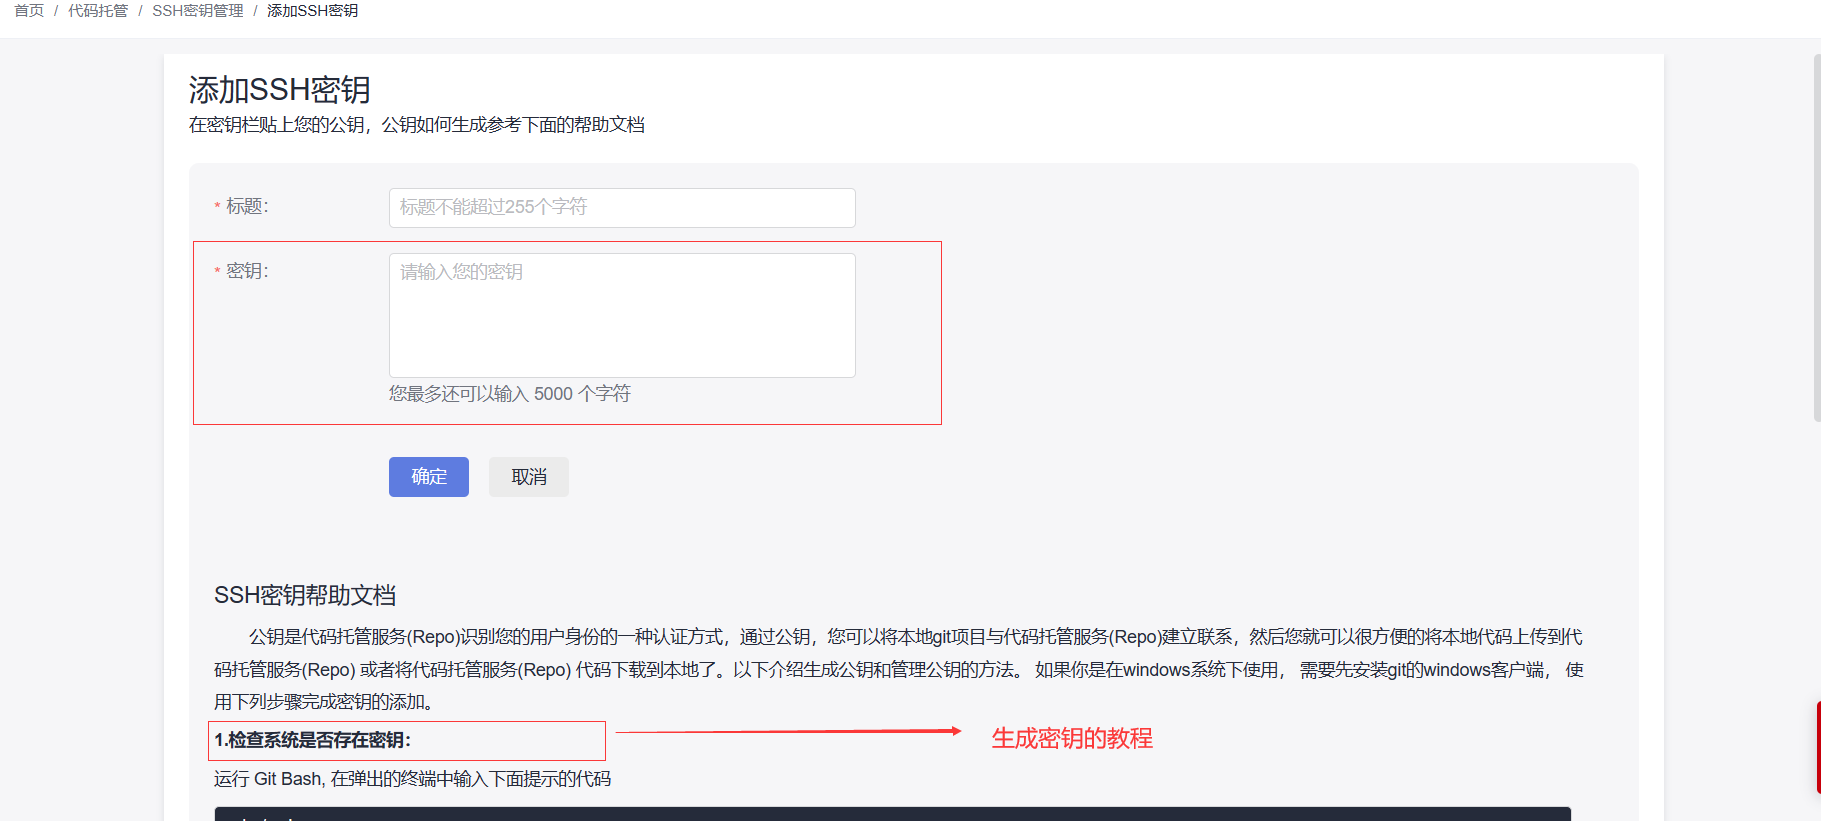 首页 / 代码托管 / SSH密钥管理 / 添加SSH密钥
添加SSH密钥
在密钥栏贴上您的公钥，公钥如何生成参考下面的帮助文档
* 标题：
标题不能超过255个字符
* 密钥：
请输入您的密钥
您最多还可以输入 5000 个字符
确定 取消
SSH密钥帮助文档
公钥是代码托管服务(Repo)识别您的用户身份的一种认证方式，通过公钥，您可以将本地git项目与代码托管服务(Repo)建立联系，然后您就可以很方便的将本地代码上传到代
码托管服务(Repo) 或者将代码托管服务(Repo) 代码下载到本地了。以下介绍生成公钥和管理公钥的方法。 如果你是在windows系统下使用， 需要先安装git的windows客户端， 使
用下列步骤完成密钥的添加。
1.检查系统是否存在密钥：
生成密钥的教程
运行 Git Bash, 在弹出的终端中输入下面提示的代码